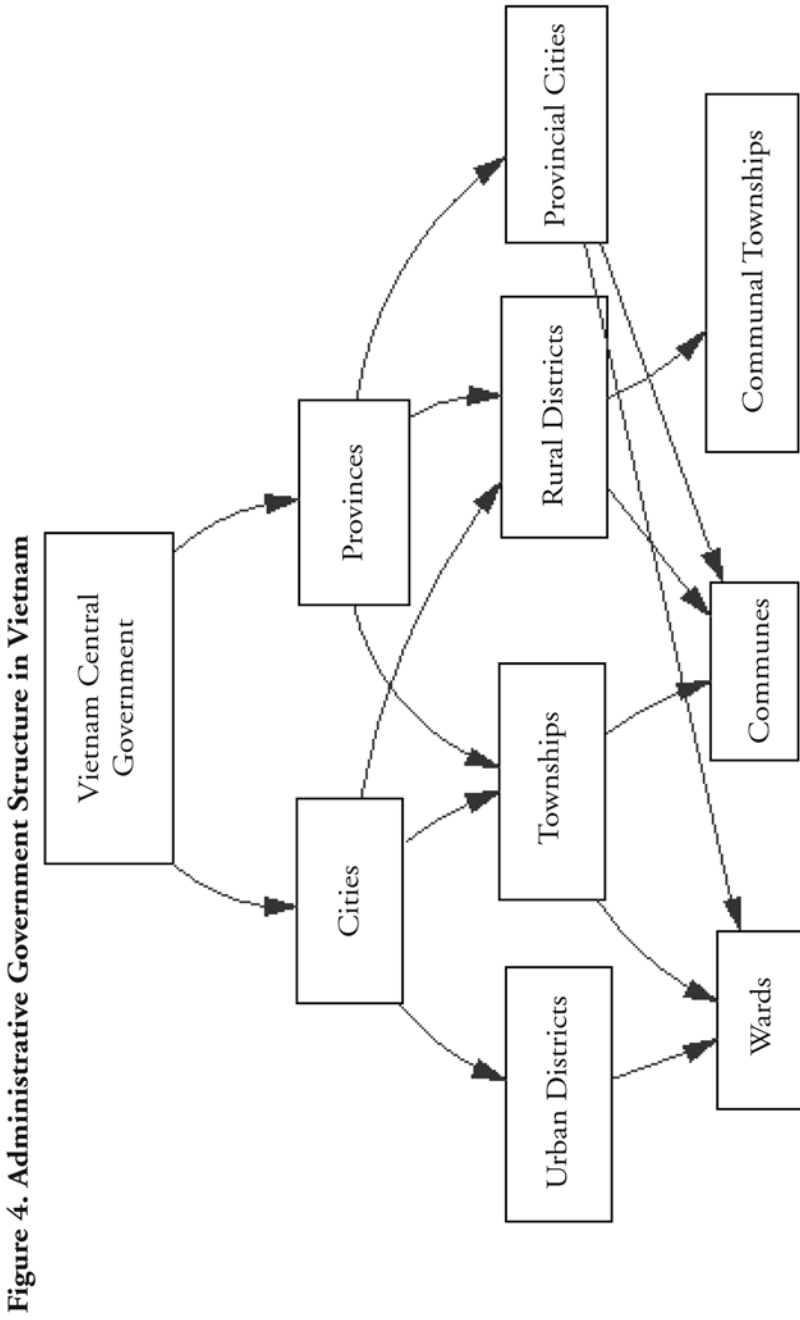 Figure 4. Administrative Government Structure in Vietnam
Vietnam Central
Government
Cities
Provinces
Urban Districts
Townships
Rural Districts
Provincial Cities
Wards
Communes
Communal Townships